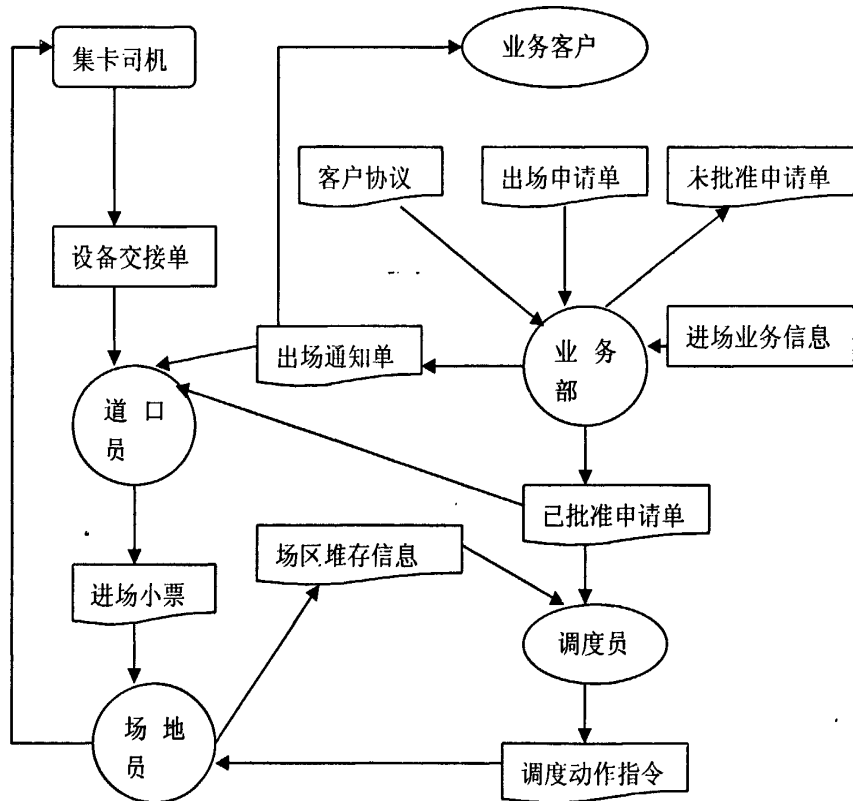 集卡司机
业务客户
客户协议
出场申请单
未批准申请单
设备交接单
出场通知单
业 务
部
进场业务信息
道 口
员
已批准申请单
场区堆存信息
进场小票
调度员
场 地
员
调度动作指令